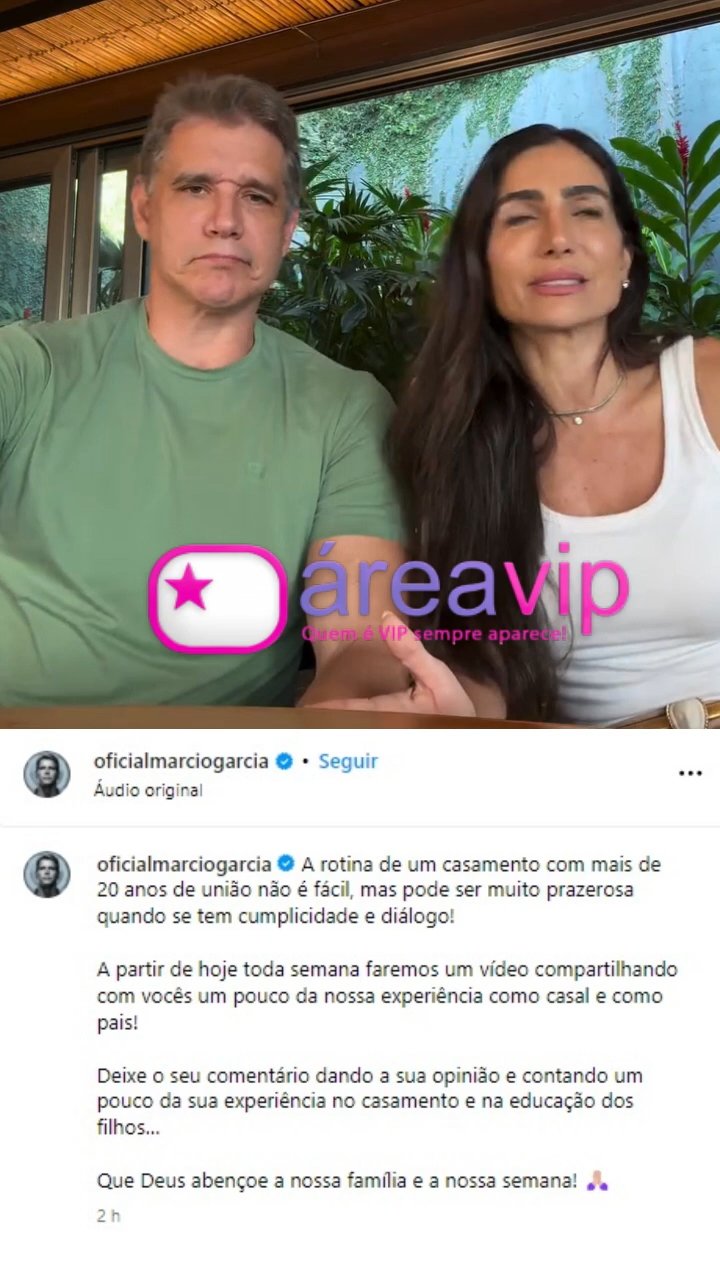 áreavip
Quem é VIP sempre aparece!
oficialmarciogarcia • Seguir
Áudio original
oficialmarciogarcia A rotina de um casamento com mais de
20 anos de união não é fácil, mas pode ser muito prazerosa
quando se tem cumplicidade e diálogo!
A partir de hoje toda semana faremos um vídeo compartilhando
com vocês um pouco da nossa experiência como casal e como
pais!
Deixe o seu comentário dando a sua opinião e contando um
pouco da sua experiência no casamento e na educação dos
filhos...
Que Deus abençoe a nossa família e a nossa semana! 🙏🏼
2 h